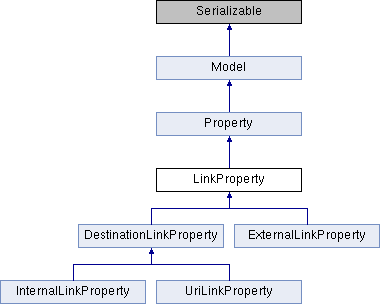 Serializable
Model
Property
LinkProperty
DestinationLinkProperty
ExternalLinkProperty
InternalLinkProperty
UriLinkProperty